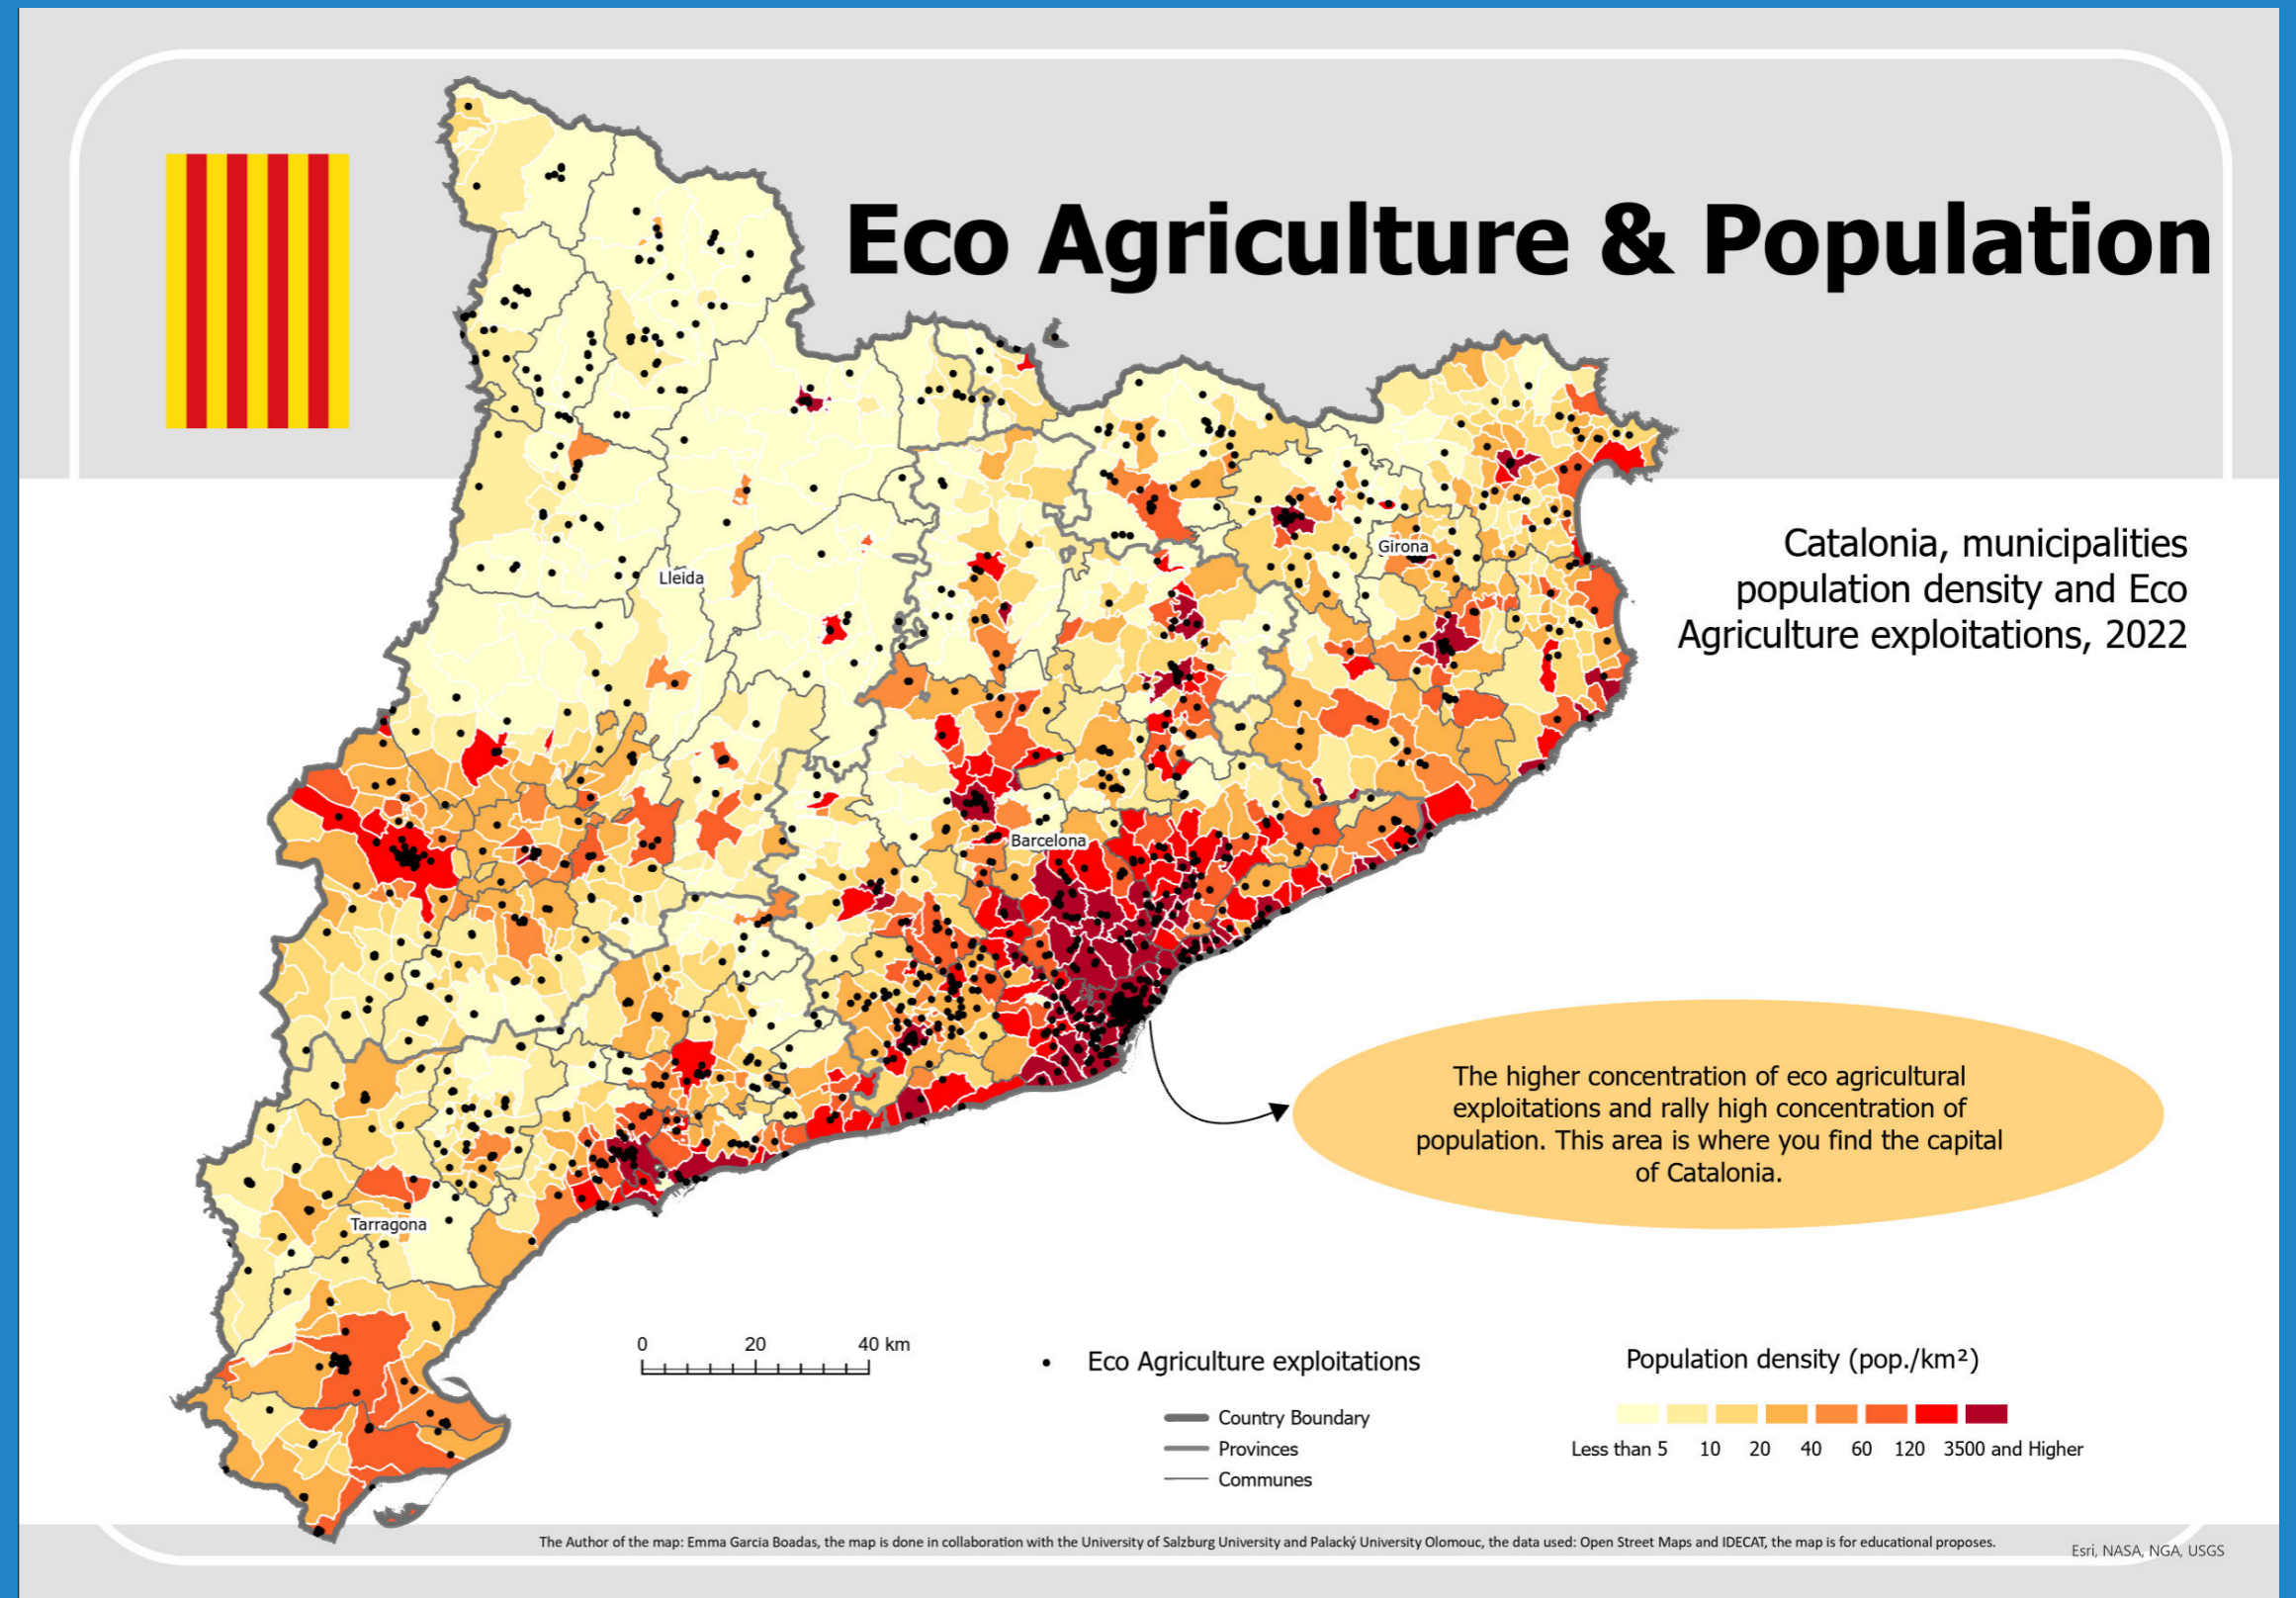 Eco Agriculture & Population
Catalonia, municipalities
population density and Eco
Agriculture exploitations, 2022
Girona
Lleida
Barcelona
Tarragona
The higher concentration of eco agricultural
exploitations and rally high concentration of
population. This area is where you find the capital
of Catalonia.
0 20 40 km
Eco Agriculture exploitations
Country Boundary
Provinces
Communes
Population density (pop./km²)
Less than 5 10 20 40 60 120 3500 and Higher
The Author of the map: Emma Garcia Boadas, the map is done in collaboration with the University of Salzburg University and Palacký University Olomouc, the data used: Open Street Maps and IDECAT, the map is for educational proposes.
Esri, NASA, NGA, USGS